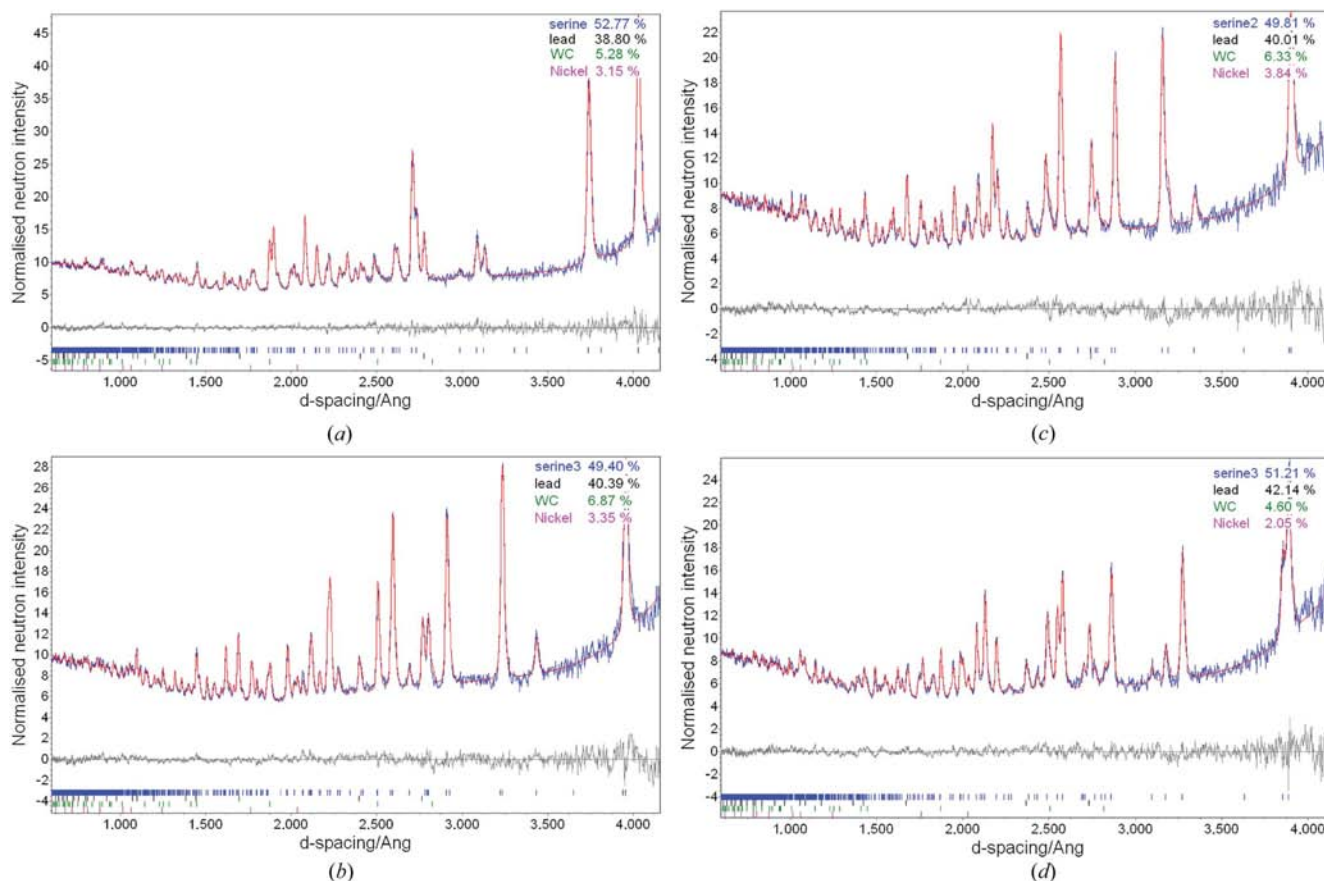 serine 52.77 %
lead 38.80 %
WC 5.28 %
Nickel 3.15 %
Normalised neutron intensity
45
40
35
30
25
20
15
10
5
0
-5
1.000 1.500 2.000 2.500 3.000 3.500 4.000
d-spacing/Ang
(a)
serine3 49.40 %
lead 40.39 %
WC 6.87 %
Nickel 3.35 %
Normalised neutron intensity
28
26
24
22
20
18
16
14
12
10
8
6
4
2
0
-2
-4
1.000 1.500 2.000 2.500 3.000 3.500 4.000
d-spacing/Ang
(b)
serine2 49.81 %
lead 40.01 %
WC 6.33 %
Nickel 3.84 %
Normalised neutron intensity
22
20
18
16
14
12
10
8
6
4
2
0
-2
-4
1.000 1.500 2.000 2.500 3.000 3.500 4.000
d-spacing/Ang
(c)
serine3 51.21 %
lead 42.14 %
WC 4.60 %
Nickel 2.05 %
Normalised neutron intensity
24
22
20
18
16
14
12
10
8
6
4
2
0
-2
-4
1.000 1.500 2.000 2.500 3.000 3.500 4.000
d-spacing/Ang
(d)